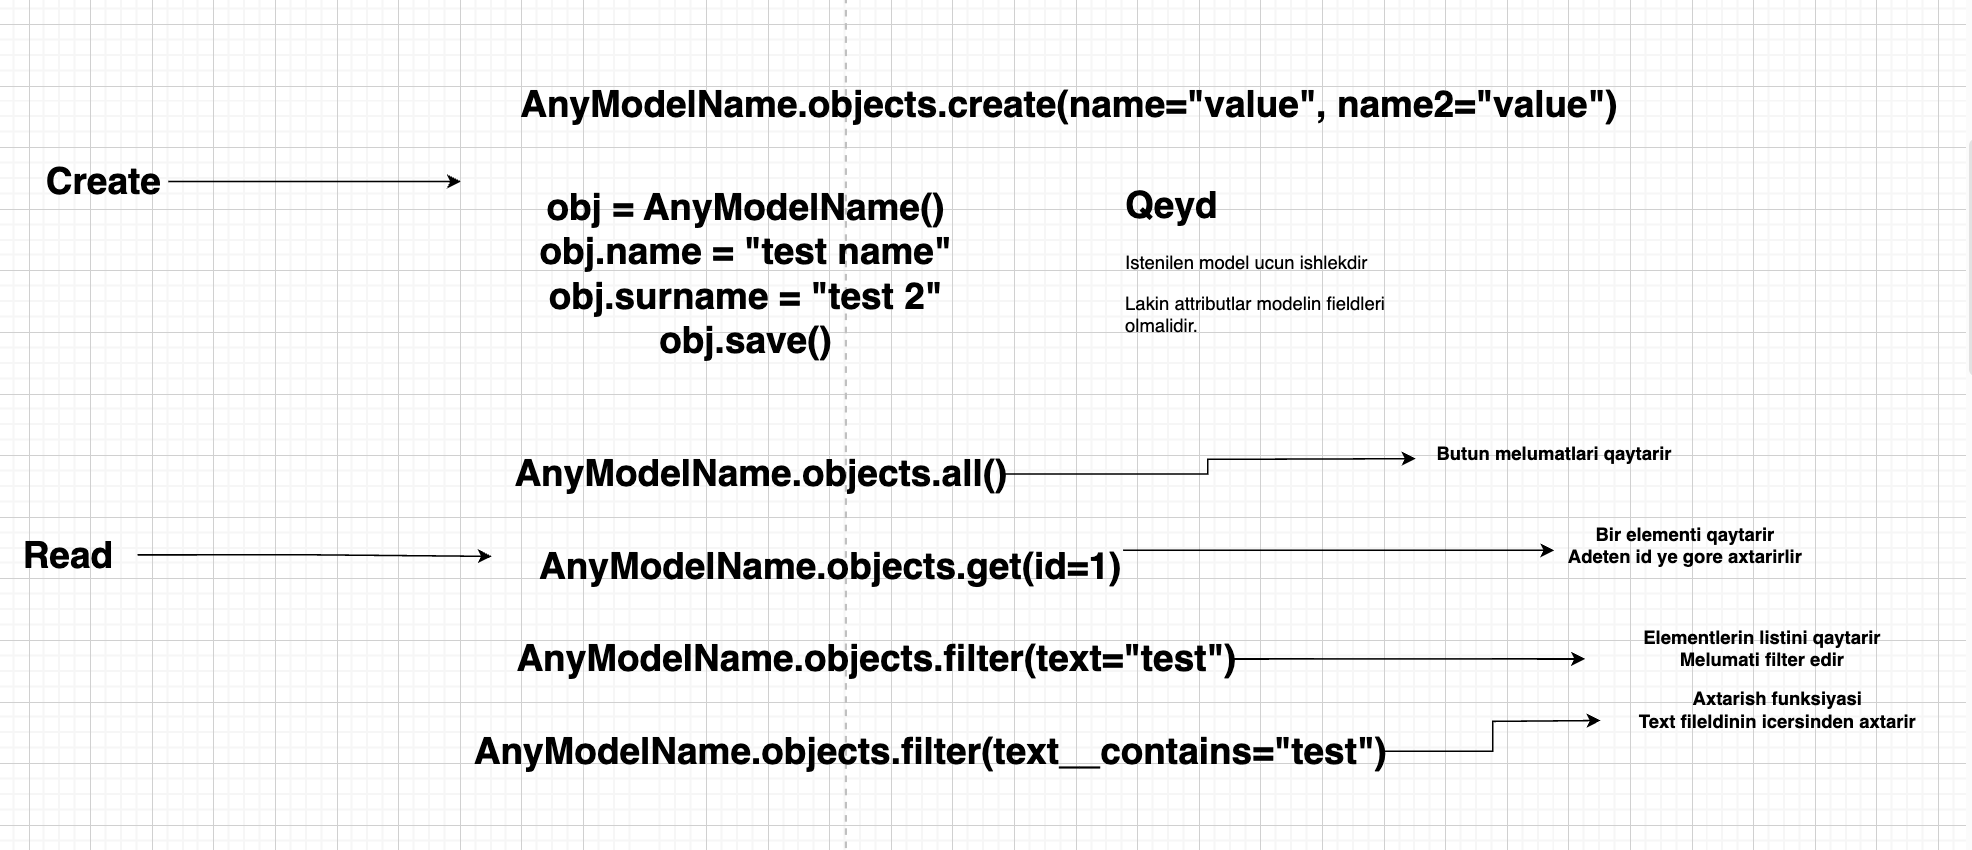 AnyModelName.objects.create(name="value", name2="value")
Create
obj = AnyModelName()
obj.name = "test name"
obj.surname = "test 2"
obj.save()
Qeyd
Istenilen model ucun ishlekdir
Lakin attributlar modelin fieldleri
olmalidir.
Read
AnyModelName.objects.all()
Butun melumatlari qaytarir
AnyModelName.objects.get(id=1)
Bir elementi qaytarir
Adeten id ye gore axtarirlir
AnyModelName.objects.filter(text="test")
Elementlerin listini qaytarir
Melumati filter edir
AnyModelName.objects.filter(text__contains="test")
Axtarish funksiyasi
Text fileldinin icersinden axtarir